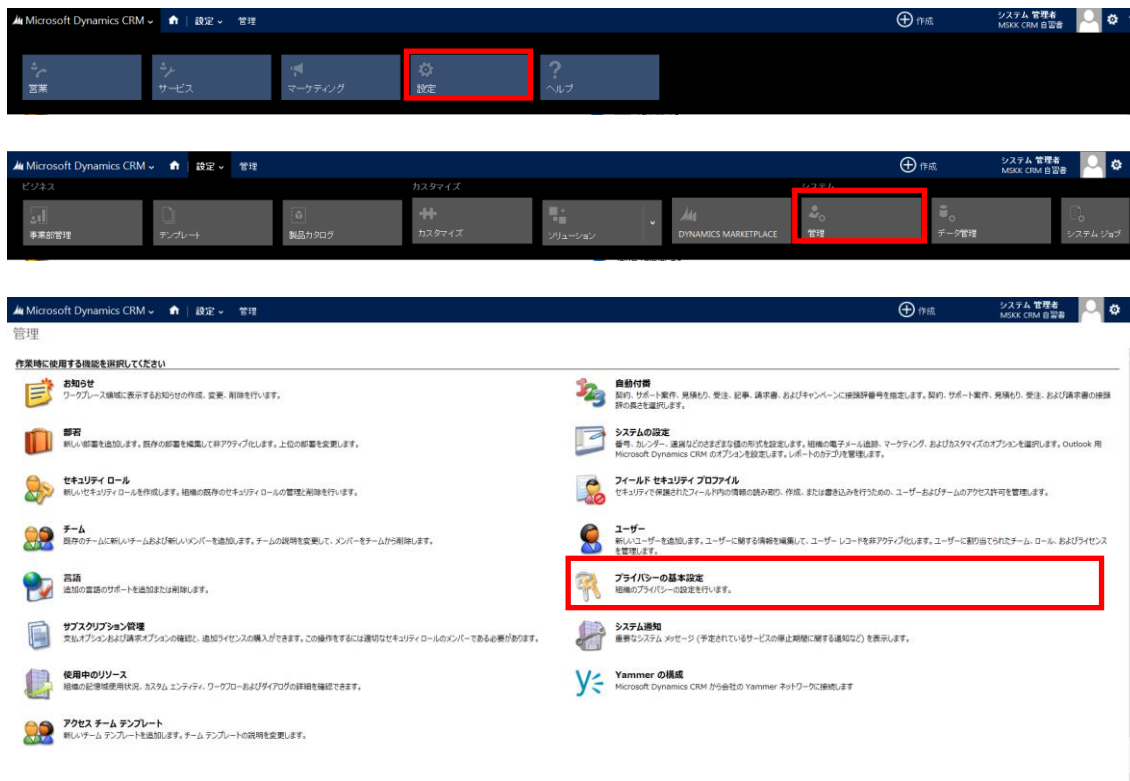 Microsoft Dynamics CRM 設定 管理 作成 システム 管理者
MSKK CRM 自習書
営業 サービス マーケティング 設定 ヘルプ
Microsoft Dynamics CRM 設定 管理 作成 システム 管理者
MSKK CRM 自習書
ビジネス カスタマイズ システム
事業部管理 テンプレート 製品カタログ カスタマイズ ソリューション DYNAMICS MARKETPLACE 管理 データ管理 システム ジョブ
Microsoft Dynamics CRM 設定 管理 作成 システム 管理者
MSKK CRM 自習書
管理
作業時に使用する機能を選択してください
お知らせ
ワークプレース領域に表示するお知らせの作成、変更、削除を行います。
自動付番
契約、サポート案件、見積もり、受注、記事、請求書、およびキャンペーンに接頭辞番号を指定します。契約、サポート案件、見積もり、受注、および請求書の接頭
辞の長さを選択します。
部署
新しい部署を追加します。既存の部署を編集して非アクティブ化します。上位の部署を変更します。
システムの設定
番号、カレンダー、通貨などのさまざまな値の形式を設定します。組織の電子メール追跡、マーケティング、およびカスタマイズのオプションを選択します。Outlook 用
Microsoft Dynamics CRM のオプションを設定します。レポートのカテゴリを管理します。
セキュリティ ロール
新しいセキュリティ ロールを作成します。組織の既存のセキュリティ ロールの管理と削除を行います。
フィールド セキュリティ プロファイル
セキュリティで保護されたフィールド内の情報の読み取り、作成、または書き込みを行うための、ユーザーおよびチームのアクセス許可を管理します。
チーム
既存のチームに新しいチームおよび新しいメンバーを追加します。チームの説明を変更して、メンバーをチームから削除します。
ユーザー
新しいユーザーを追加します。ユーザーに関する情報を編集して、ユーザー レコードを非アクティブ化します。ユーザーに割り当てられたチーム、ロール、およびライセンス
を管理します。
言語
追加の言語のサポートを追加または削除します。
プライバシーの基本設定
組織のプライバシーの設定を行います。
サブスクリプション管理
支払オプションおよび請求オプションの確認と、追加ライセンスの購入ができます。この操作をするには適切なセキュリティ ロールのメンバーである必要があります。
システム通知
重要なシステム メッセージ (予定されているサービスの停止期間に関する通知など) を表示します。
使用中のリソース
組織の記憶域使用状況、カスタム エンティティ、ワークフローおよびダイアログの詳細を確認できます。
Yammer の構成
Microsoft Dynamics CRM から会社の Yammer ネットワークに接続します
アクセス チーム テンプレート
新しいチーム テンプレートを追加します。チーム テンプレートの説明を変更します。